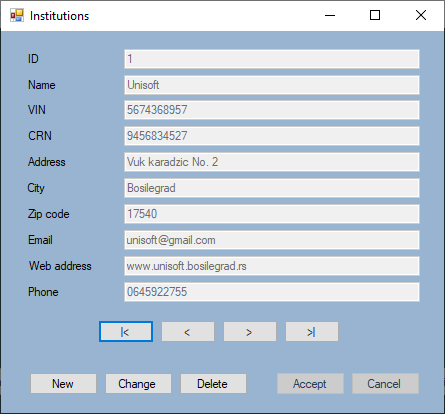 Institutions
ID 1
Name Unisoft
VIN 5674368957
CRN 9456834527
Address Vuk karadzic No. 2
City Bosilegrad
Zip code 17540
Email unisoft@gmail.com
Web address www.unisoft.bosilegrad.rs
Phone 0645922755
|< < > >|
New Change Delete Accept Cancel